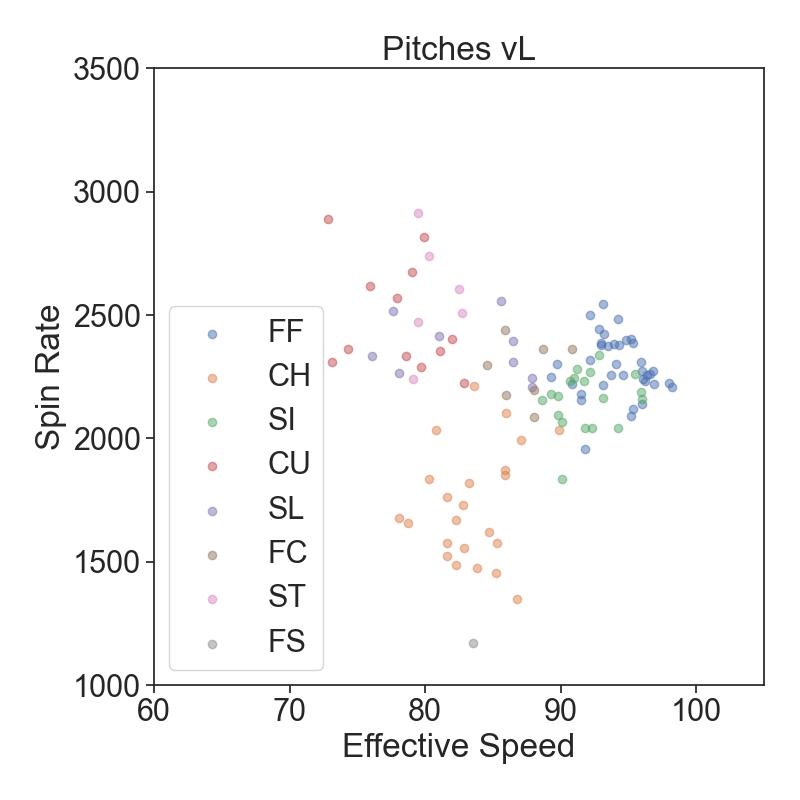 Pitches vL
3500
3000
2500
2000
1500
1000
Spin Rate
FF
CH
SI
CU
SL
FC
ST
FS
60
70
80
90
100
Effective Speed